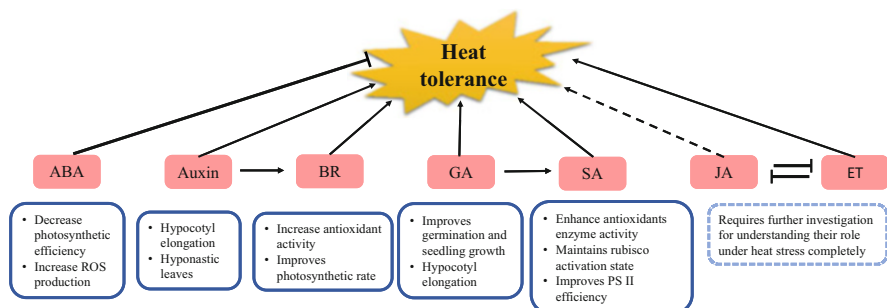 Heat
tolerance
ABA
Auxin
BR
GA
SA
JA
ET
• Decrease
photosynthetic
efficiency
• Increase ROS
production
• Hypocotyl
elongation
• Hyponastic
leaves
• Increase antioxidant
activity
• Improves
photosynthetic rate
• Improves
germination and
seedling growth
• Hypocotyl
elongation
• Enhance antioxidants
enzyme activity
• Maintains rubisco
activation state
• Improves PS II
efficiency
Requires further investigation
for understanding their role
under heat stress completely